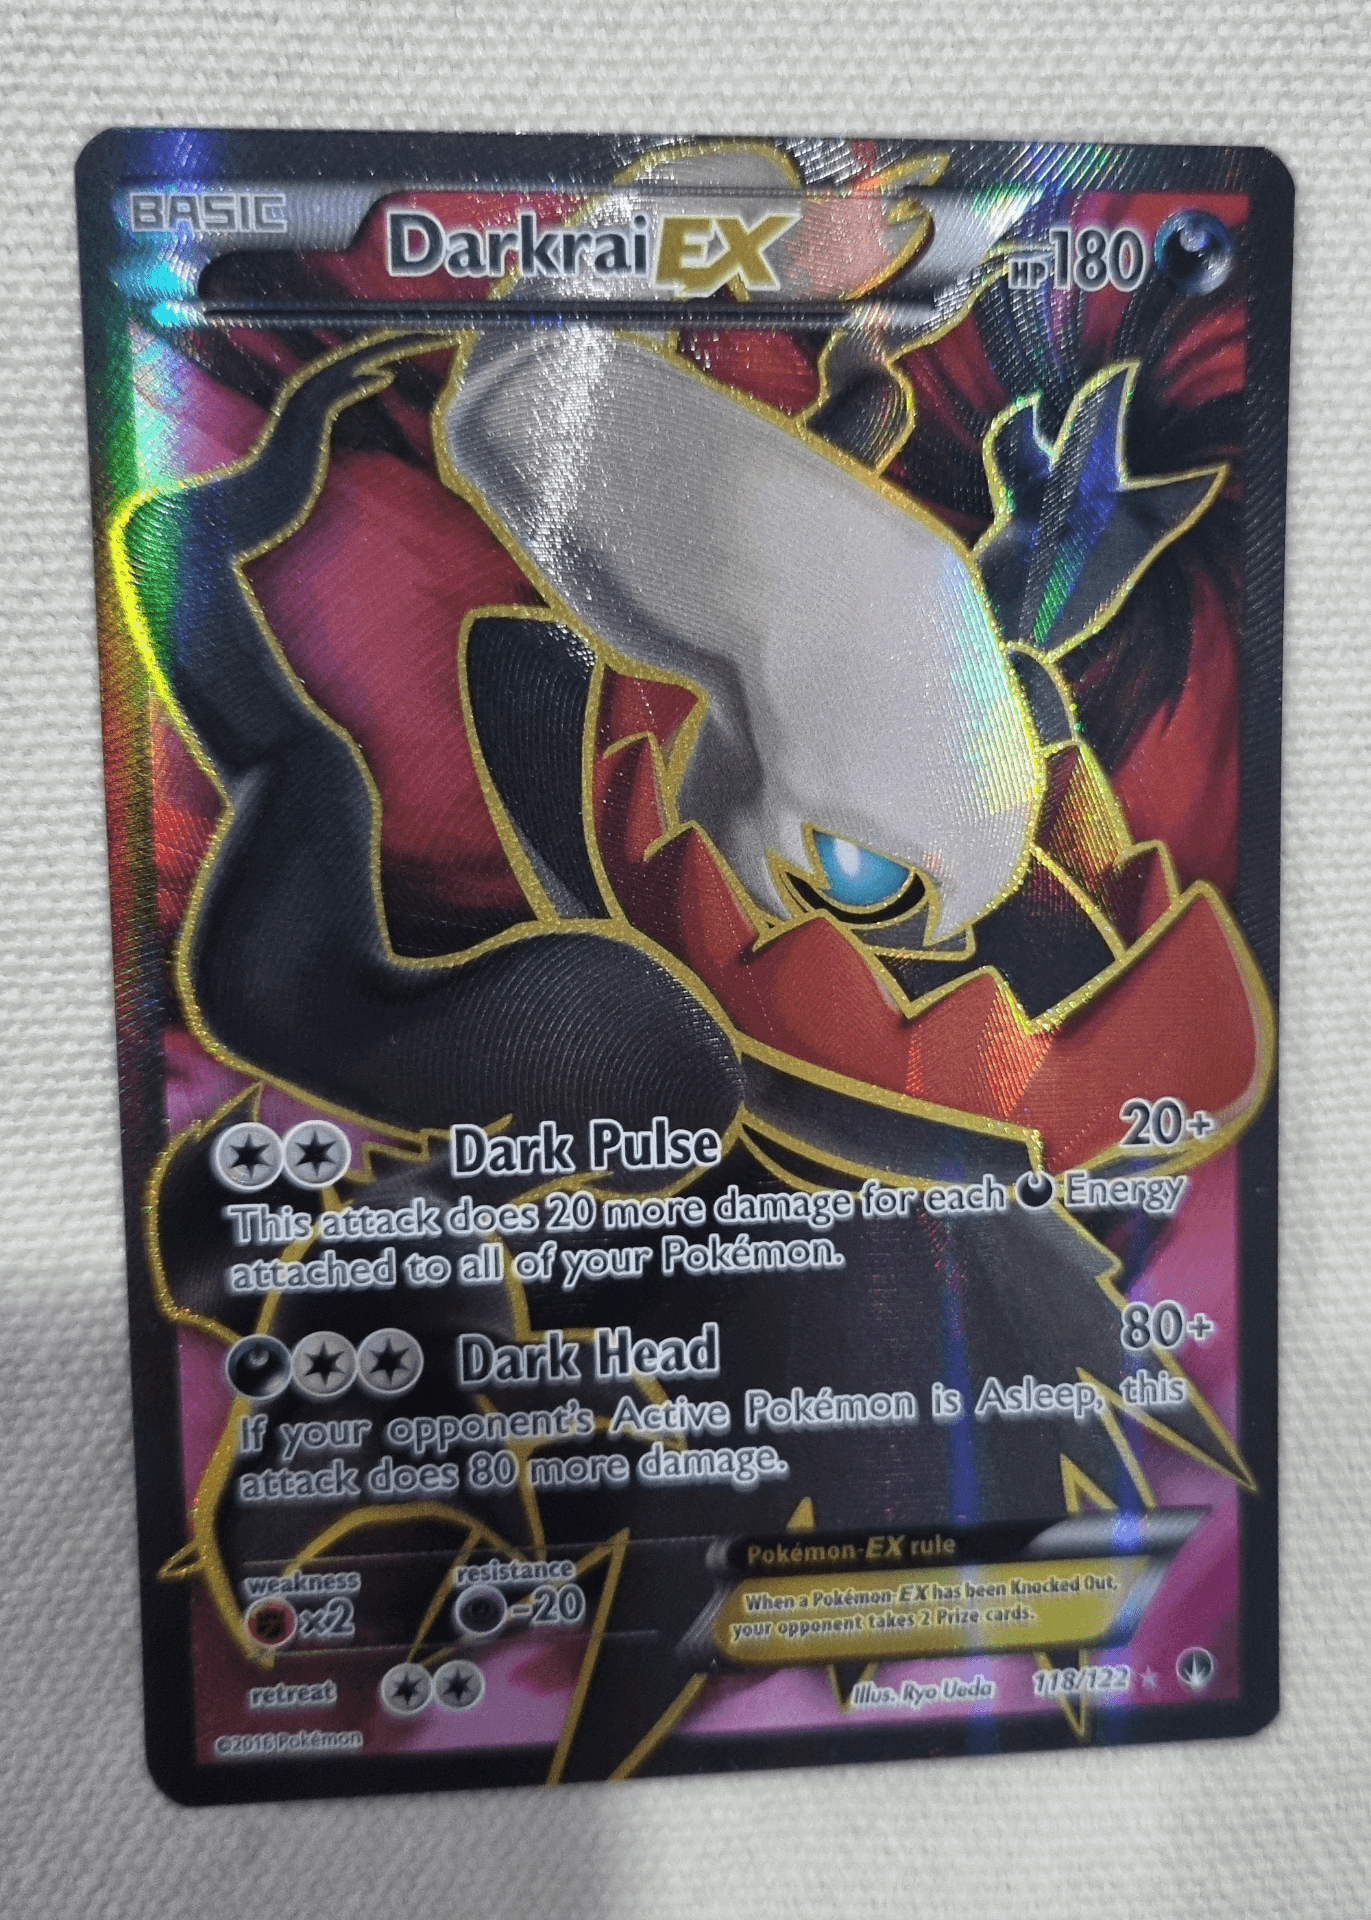 BASIC
Darkrai EX HP 180
Dark Pulse 20+
This attack does 20 more damage for each Energy
attached to all of your Pokémon.
Dark Head 80+
If your opponent's Active Pokémon is Asleep, this
attack does 80 more damage.
weakness resistance
×2 -20
retreat
Pokémon-EX rule
When a Pokémon-EX has been Knocked Out,
your opponent takes 2 Prize cards.
Illus. Ryo Ueda 118/122
©2016 Pokémon